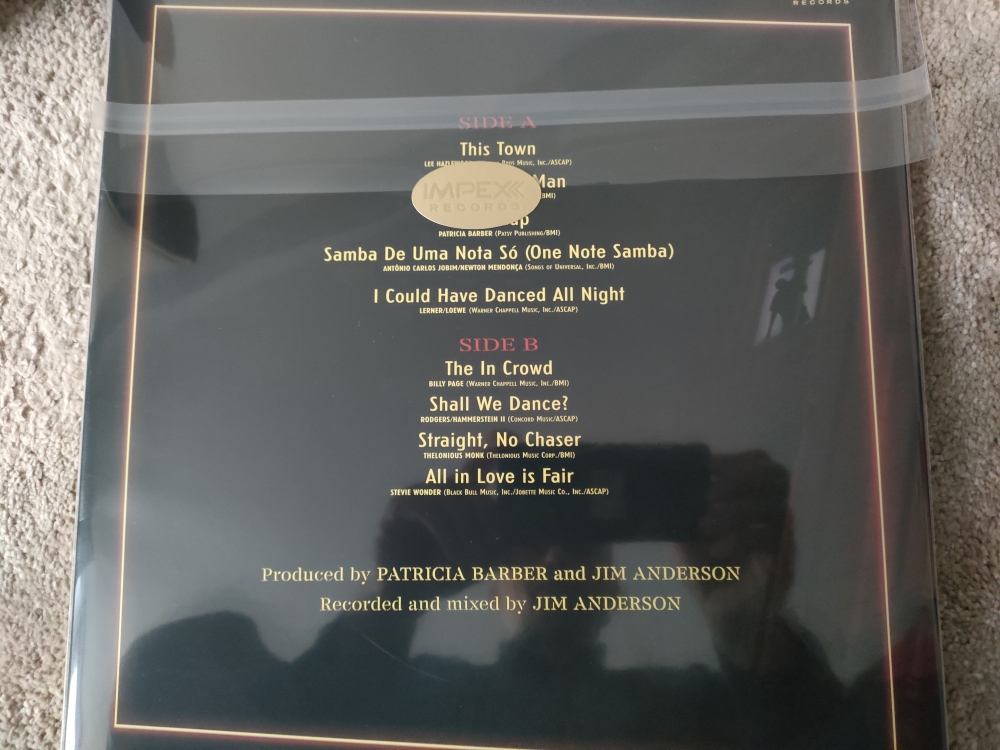 RECORDS
SIDE A
This Town
LEE Music, Inc./ASCAP)
Man
BMI)
IMPEX
RECORDS
PATRICIA BARBER (Patsy Publishing/BMI)
Samba De Uma Nota Só (One Note Samba)
ANTÔNIO CARLOS JOBIM/NEWTON MENDONÇA (Songs of Universal, Inc./BMI)
I Could Have Danced All Night
LERNER/LOEWE (Warner Chappell Music, Inc./ASCAP)
SIDE B
The In Crowd
BILLY PAGE (Warner Chappell Music, Inc./BMI)
Shall We Dance?
RODGERS/HAMMERSTEIN II (Concord Music/ASCAP)
Straight, No Chaser
THELONIOUS MONK (Thelonious Music Corp./BMI)
All in Love is Fair
STEVIE WONDER (Black Bull Music, Inc./Jobette Music Co., Inc./ASCAP)
Produced by PATRICIA BARBER and JIM ANDERSON
Recorded and mixed by JIM ANDERSON